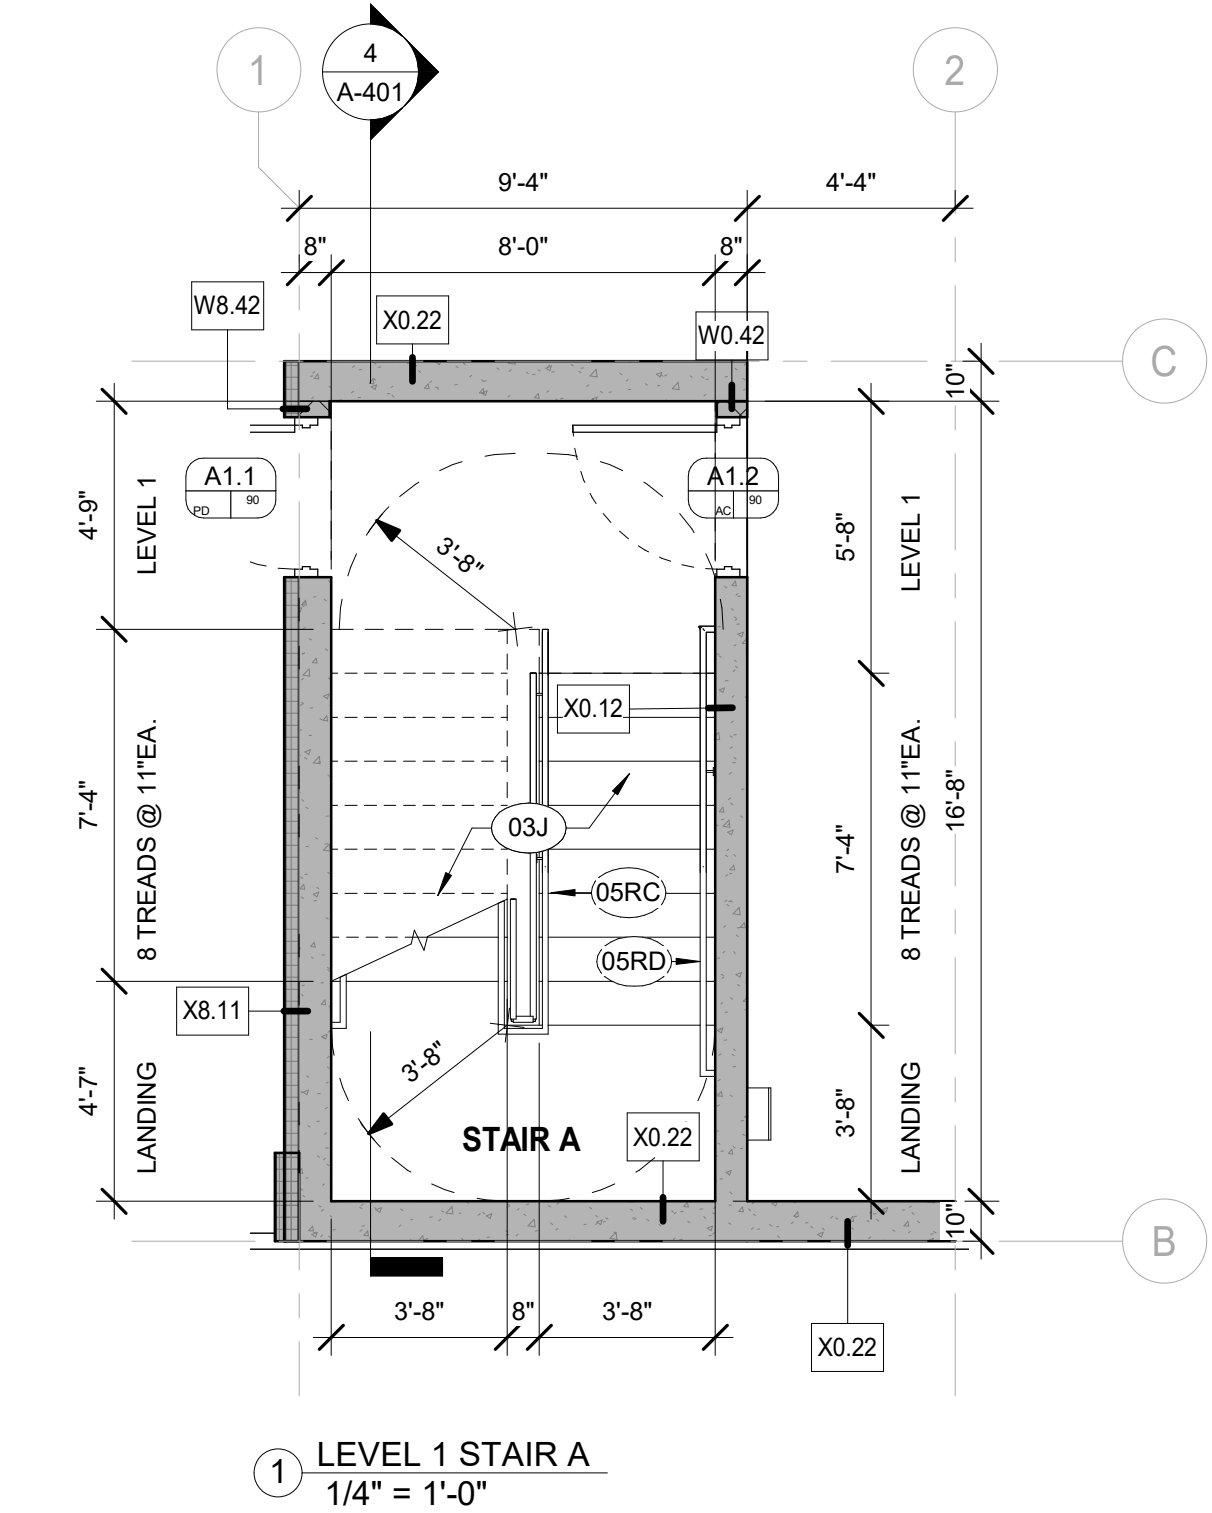 1
4
A-401
2
9'-4"
4'-4"
8"
8'-0"
8"
W8.42
X0.22
W0.42
C
10"
A1.1
PD
90
A1.2
AC
90
4'-9"
LEVEL 1
3'-8"
5'-8"
LEVEL 1
X0.12
7'-4"
8 TREADS @ 11"EA.
03J
7'-4"
8 TREADS @ 11"EA.
16'-8"
05RC
05RD
X8.11
3'-8"
4'-7"
LANDING
STAIR A
X0.22
3'-8"
LANDING
10"
B
3'-8"
8"
3'-8"
X0.22
1
LEVEL 1 STAIR A
1/4" = 1'-0"